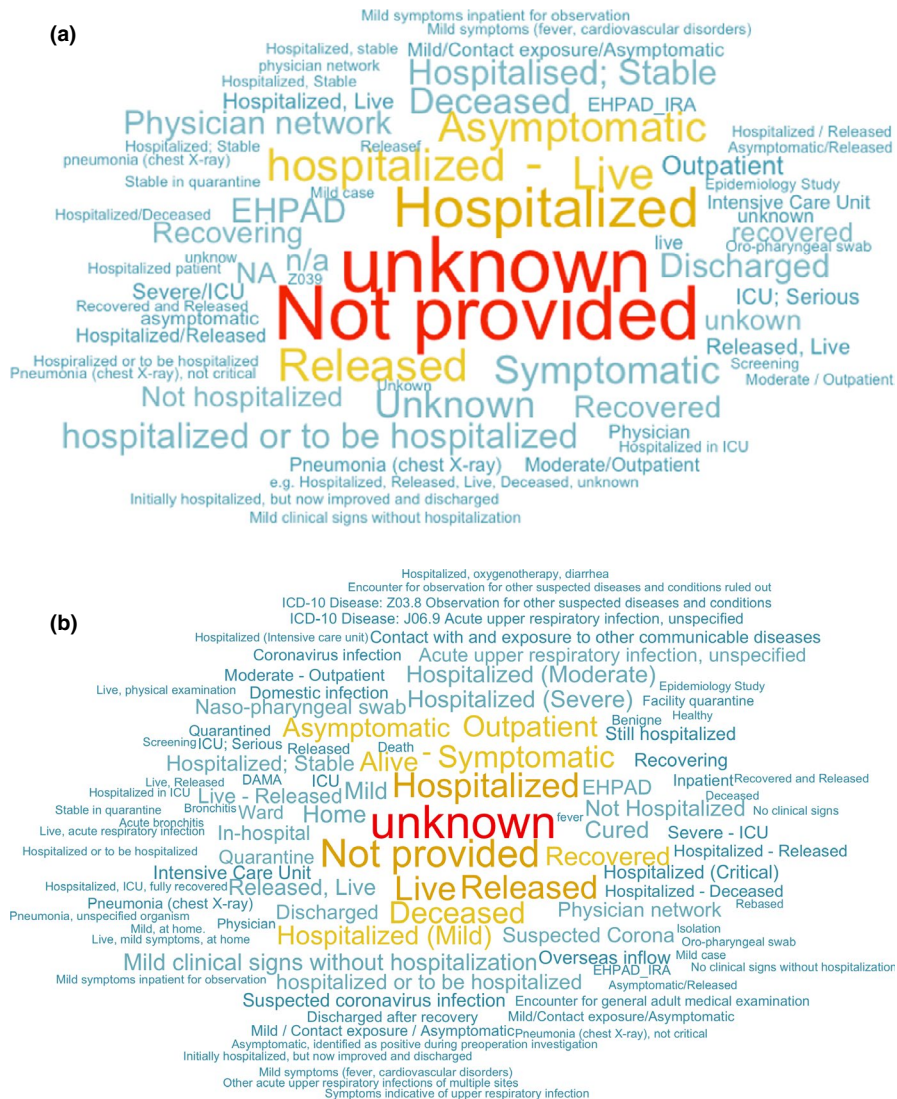 (a)
Mild symptoms inpatient for observation
Mild symptoms (fever, cardiovascular disorders)
Hospitalized, stable Mild/Contact exposure/Asymptomatic
physician network Hospitalised; Stable
Hospitalized, Stable
Hospitalized, Live Deceased EHPAD_IRA
Physician network Asymptomatic Hospitalized / Released
Hospitalized; Stable Releasef Asymptomatic/Released
pneumonia (chest X-ray) hospitalized - Live Outpatient
Stable in quarantine Mild case Epidemiology Study
Hospitalized/Deceased EHPAD Hospitalized Intensive Care Unit
unknown
Recovering recovered
live Oro-pharyngeal swab
unknow n/a unknown Discharged
Hospitalized patient NA Z039
Severe/ICU Not provided ICU; Serious
Recovered and Released
asymptomatic unkown
Hospitalized/Released Released, Live
Hospiralized or to be hospitalized Released Symptomatic Screening
Pneumonia (chest X-ray), not critical Moderate / Outpatient
Unkown
Not hospitalized Unknown Recovered
hospitalized or to be hospitalized Physician
Hospitalized in ICU
Pneumonia (chest X-ray) Moderate/Outpatient
e.g. Hospitalized, Released, Live, Deceased, unknown
Initially hospitalized, but now improved and discharged
Mild clinical signs without hospitalization
(b)
Hospitalized, oxygenotherapy, diarrhea
Encounter for observation for other suspected diseases and conditions ruled out
ICD-10 Disease: Z03.8 Observation for other suspected diseases and conditions
ICD-10 Disease: J06.9 Acute upper respiratory infection, unspecified
Hospitalized (Intensive care unit) Contact with and exposure to other communicable diseases
Coronavirus infection Acute upper respiratory infection, unspecified
Moderate - Outpatient Hospitalized (Moderate)
Live, physical examination Domestic infection Hospitalized (Severe) Epidemiology Study
Naso-pharyngeal swab Facility quarantine
Quarantined Asymptomatic Outpatient Benigne Healthy
Still hospitalized
Screening ICU; Serious Released Death
Hospitalized; Stable Alive - Symptomatic Recovering
Live, Released DAMA ICU Hospitalized EHPAD Inpatient Recovered and Released
Hospitalized in ICU Live - Released Mild Deceased
Stable in quarantine Bronchitis Ward Home fever Not Hospitalized No clinical signs
Acute bronchitis unknown
Live, acute respiratory infection In-hospital Cured Severe - ICU
Hospitalized or to be hospitalized Quarantine Not provided Recovered Hospitalized - Released
Intensive Care Unit Hospitalized (Critical)
Hospsitalized, ICU, fully recovered Released, Live Live Released Hospitalized - Deceased
Pneumonia (chest X-ray) Rebased
Pneumonia, unspecified organism Discharged Deceased Physician network
Mild, at home. Physician
Live, mild symptoms, at home Hospitalized (Mild) Suspected Corona Isolation
Oro-pharyngeal swab
Mild clinical signs without hospitalization Overseas inflow Mild case
EHPAD_IRA No clinical signs without hospitalization
Mild symptoms inpatient for observation hospitalized or to be hospitalized Asymptomatic/Released
Suspected coronavirus infection Encounter for general adult medical examination
Discharged after recovery Mild/Contact exposure/Asymptomatic
Mild / Contact exposure / Asymptomatic Pneumonia (chest X-ray), not critical
Asymptomatic, identified as positive during preoperation investigation
Initially hospitalized, but now improved and discharged
Mild symptoms (fever, cardiovascular disorders)
Other acute upper respiratory infections of multiple sites
Symptoms indicative of upper respiratory infection